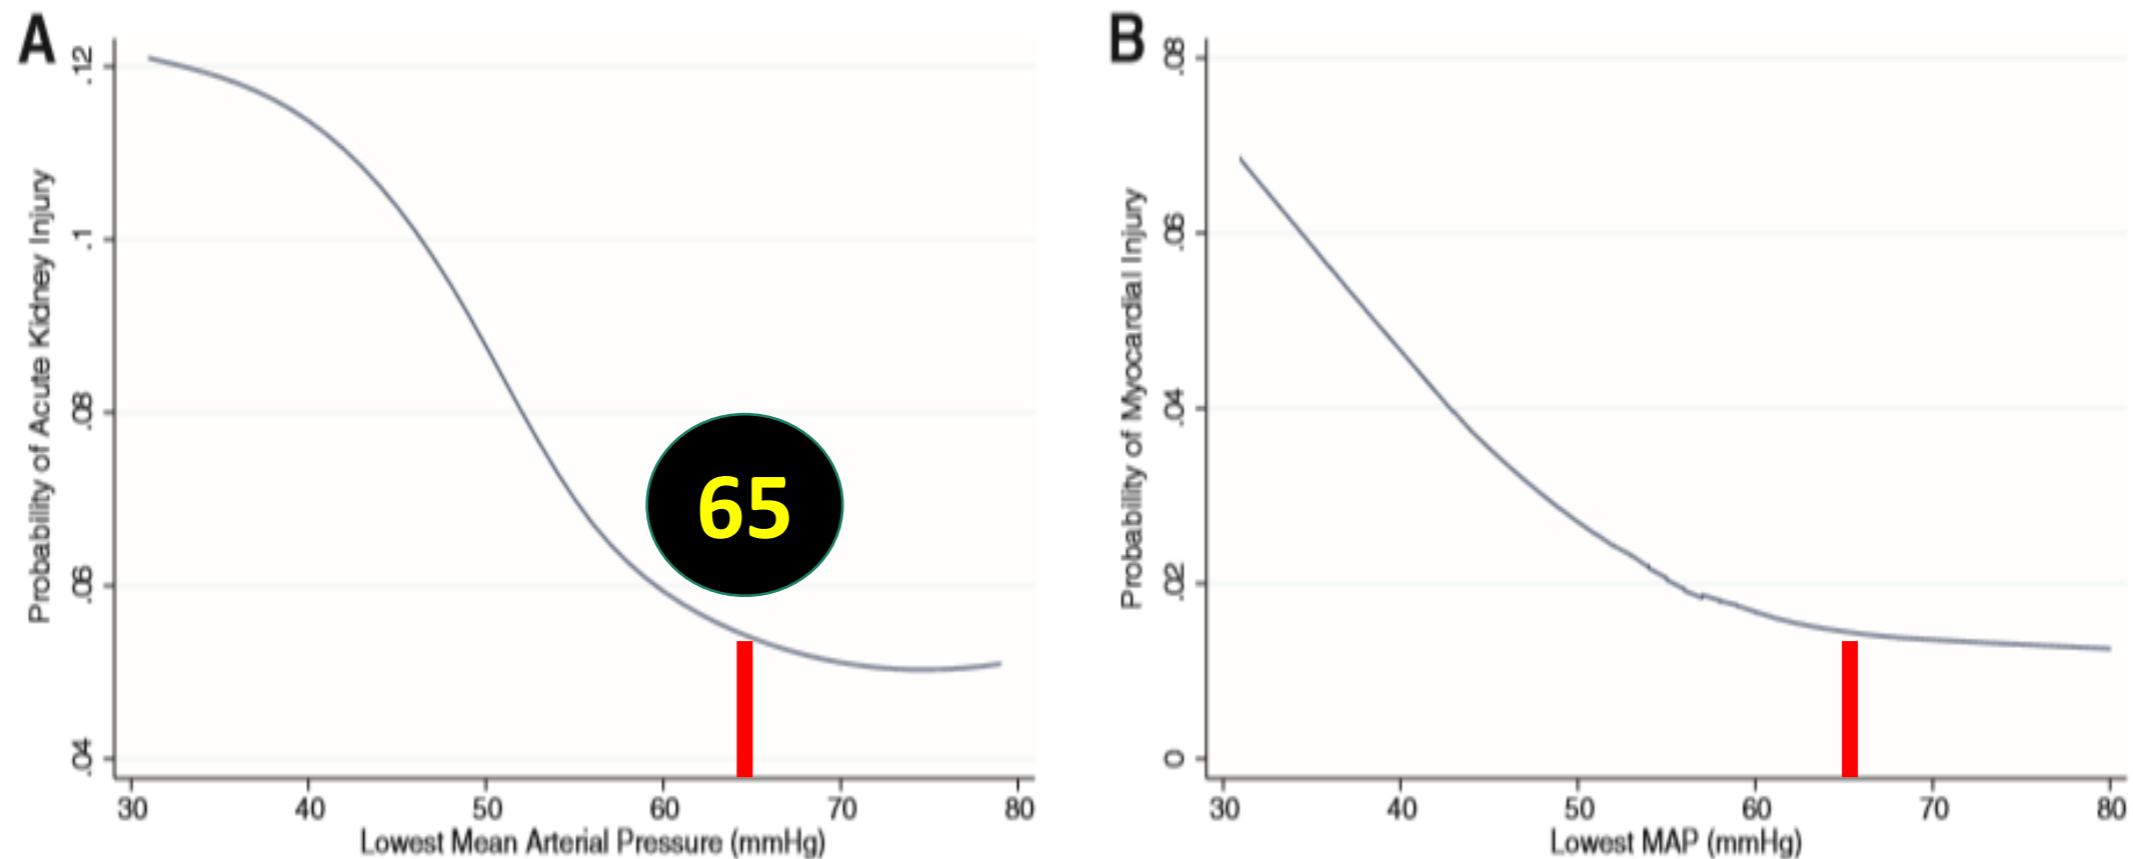 A
Probability of Acute Kidney Injury
.12
.1
.08
.06
.04
65
30 40 50 60 70 80
Lowest Mean Arterial Pressure (mmHg)
B
Probability of Myocardial Injury
.08
.06
.04
.02
0
30 40 50 60 70 80
Lowest MAP (mmHg)